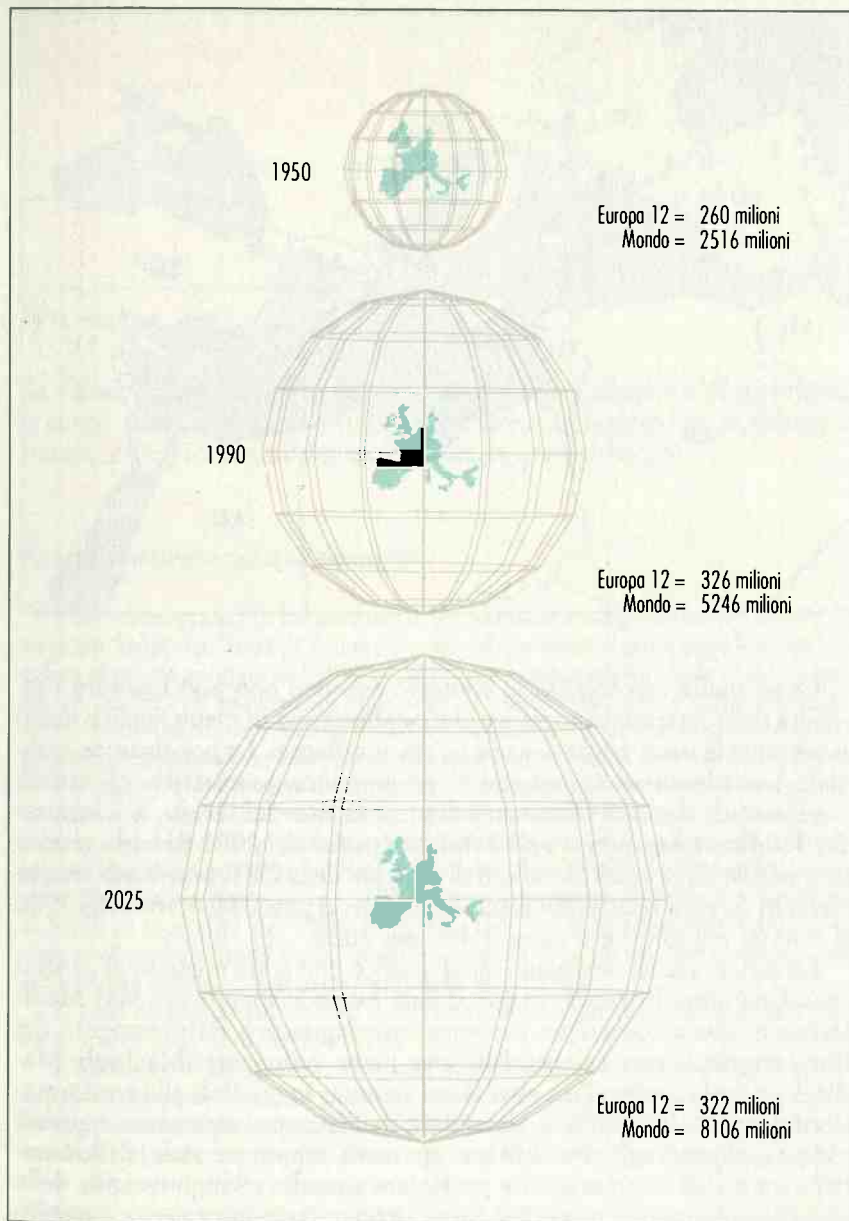 1950
Europa 12 = 260 milioni
Mondo = 2516 milioni
1990
Europa 12 = 326 milioni
Mondo = 5246 milioni
2025
Europa 12 = 322 milioni
Mondo = 8106 milioni